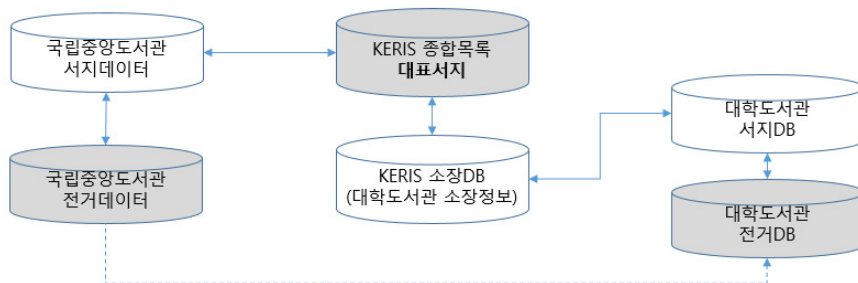 국립중앙도서관
서지데이터
KERIS 종합목록
대표서지
대학도서관
서지DB
국립중앙도서관
전거데이터
KERIS 소장DB
(대학도서관 소장정보)
대학도서관
전거DB